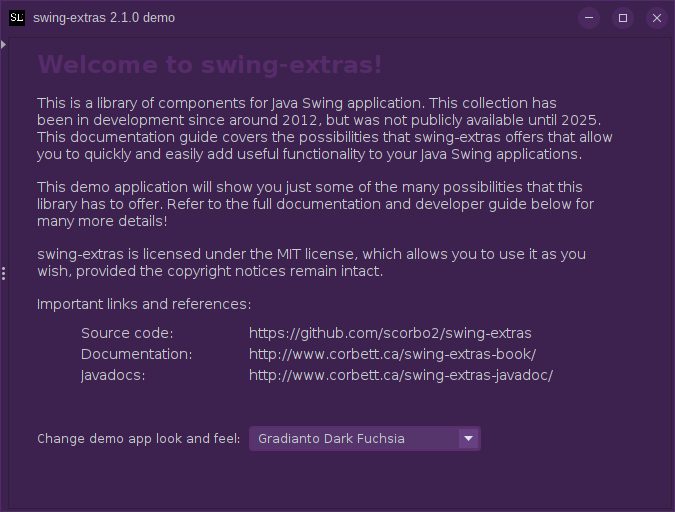 SL swing-extras 2.1.0 demo
Welcome to swing-extras!
This is a library of components for Java Swing application. This collection has
been in development since around 2012, but was not publicly available until 2025.
This documentation guide covers the possibilities that swing-extras offers that allow
you to quickly and easily add useful functionality to your Java Swing applications.
This demo application will show you just some of the many possibilities that this
library has to offer. Refer to the full documentation and developer guide below for
many more details!
swing-extras is licensed under the MIT license, which allows you to use it as you
wish, provided the copyright notices remain intact.
Important links and references:
Source code: https://github.com/scorbo2/swing-extras
Documentation: http://www.corbett.ca/swing-extras-book/
Javadocs: http://www.corbett.ca/swing-extras-javadoc/
Change demo app look and feel: Gradianto Dark Fuchsia